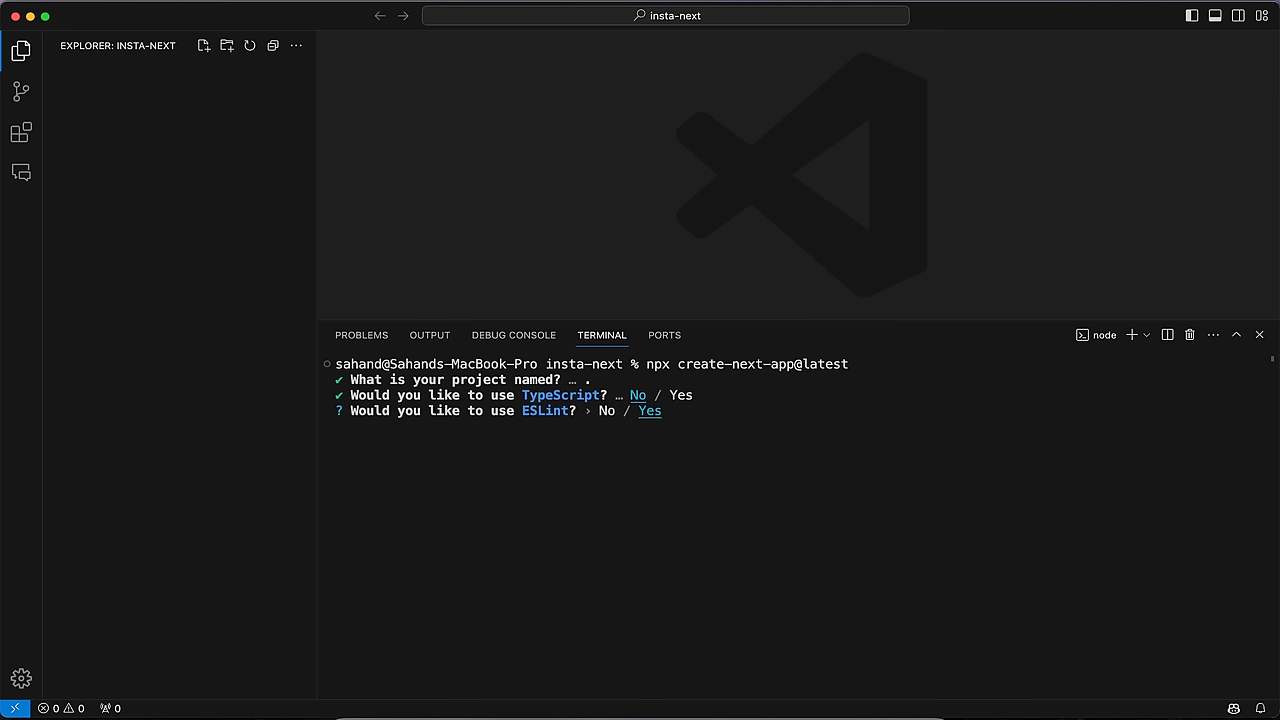 insta-next
EXPLORER: INSTA-NEXT
PROBLEMS OUTPUT DEBUG CONSOLE TERMINAL PORTS node
sahand@Sahands-MacBook-Pro insta-next % npx create-next-app@latest
✔ What is your project named? … .
✔ Would you like to use TypeScript? … No / Yes
? Would you like to use ESLint? › No / Yes
0 0 0